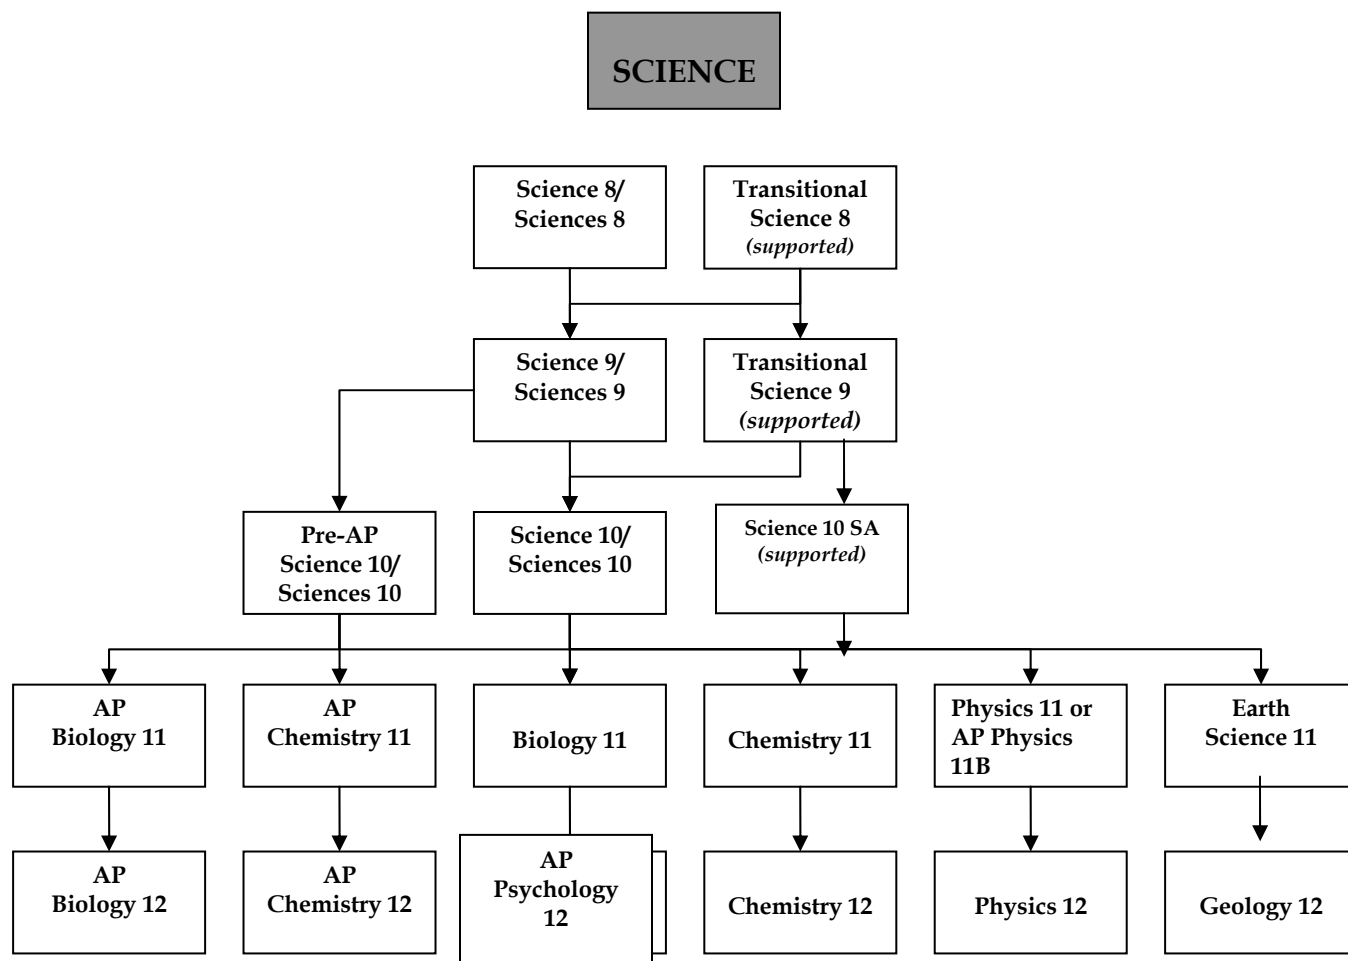 SCIENCE
Science 8/
Sciences 8
Transitional
Science 8
(supported)
Science 9/
Sciences 9
Transitional
Science 9
(supported)
Pre-AP
Science 10/
Sciences 10
Science 10/
Sciences 10
Science 10 SA
(supported)
AP
Biology 11
AP
Chemistry 11
Biology 11
Chemistry 11
Physics 11 or
AP Physics
11B
Earth
Science 11
AP
Biology 12
AP
Chemistry 12
AP
Psychology
12
Chemistry 12
Physics 12
Geology 12